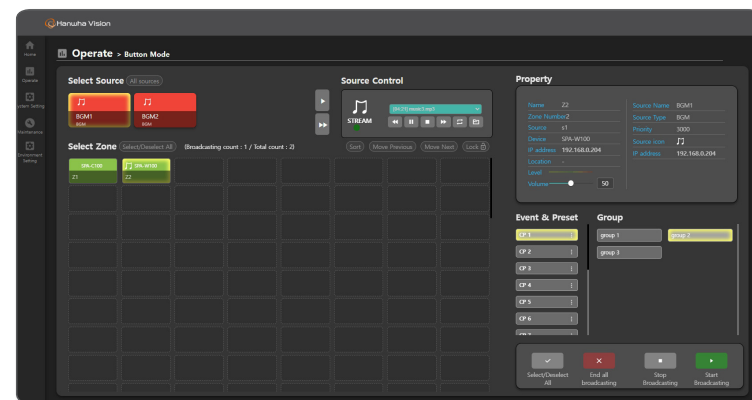 Hanwha Vision
Home
Operate
System Setting
Maintenance
Environment Setting
Operate > Button Mode
Select Source All sources
BGM1
BGM
BGM2
BGM
Source Control
STREAM
[04:21] music1.mp3
Select Zone Select/Deselect All (Broadcasting count : 1 / Total count : 2)
Sort Move Previous Move Next Lock
SPA-C100
Z1
SPA-W100
Z2
Property
Name Z2
Zone Number 2
Source s1
Device SPA-W100
IP address 192.168.0.204
Location -
Level
Volume 50
Source Name BGM1
Source Type BGM
Priority 3000
Source icon
IP address 192.168.0.204
Event & Preset
CP 1
CP 2
CP 3
CP 4
CP 5
CP 6
Group
group 1
group 2
group 3
Select/Deselect All
End all broadcasting
Stop Broadcasting
Start Broadcasting